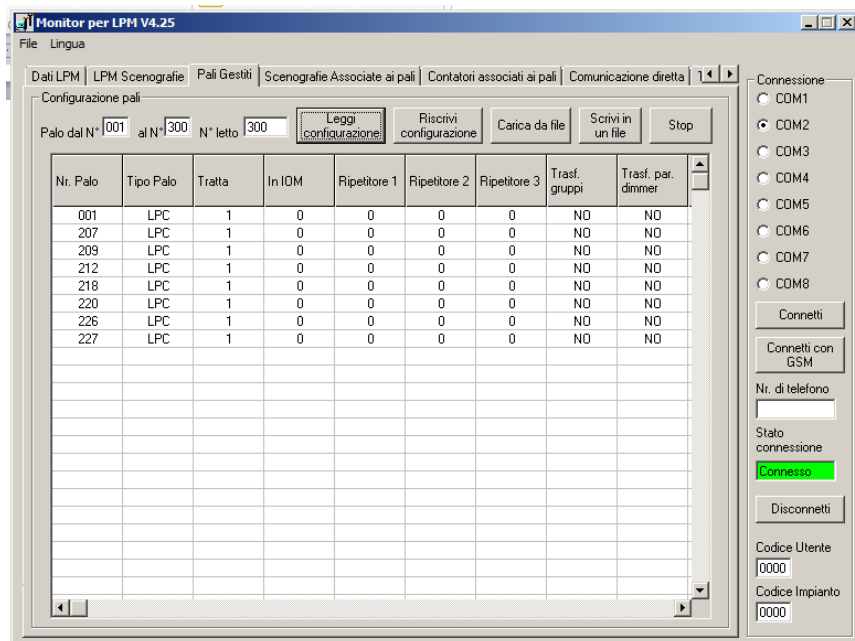 Monitor per LPM V4.25
File Lingua
Dati LPM LPM Scenografie Pali Gestiti Scenografie Associate ai pali Contatori associati ai pali Comunicazione diretta
Configurazione pali
Palo dal N° 001 al N° 300 N° letto 300
Leggi configurazione
Riscrivi configurazione
Carica da file
Scrivi in un file
Stop
Nr. Palo Tipo Palo Tratta In IOM Ripetitore 1 Ripetitore 2 Ripetitore 3 Trasf. gruppi Trasf. par. dimmer
001 LPC 1 0 0 0 0 NO NO
207 LPC 1 0 0 0 0 NO NO
209 LPC 1 0 0 0 0 NO NO
212 LPC 1 0 0 0 0 NO NO
218 LPC 1 0 0 0 0 NO NO
220 LPC 1 0 0 0 0 NO NO
226 LPC 1 0 0 0 0 NO NO
227 LPC 1 0 0 0 0 NO NO
Connessione
COM1
COM2
COM3
COM4
COM5
COM6
COM7
COM8
Connetti
Connetti con
GSM
Nr. di telefono
Stato
connessione
Connesso
Disconnetti
Codice Utente
0000
Codice Impianto
0000